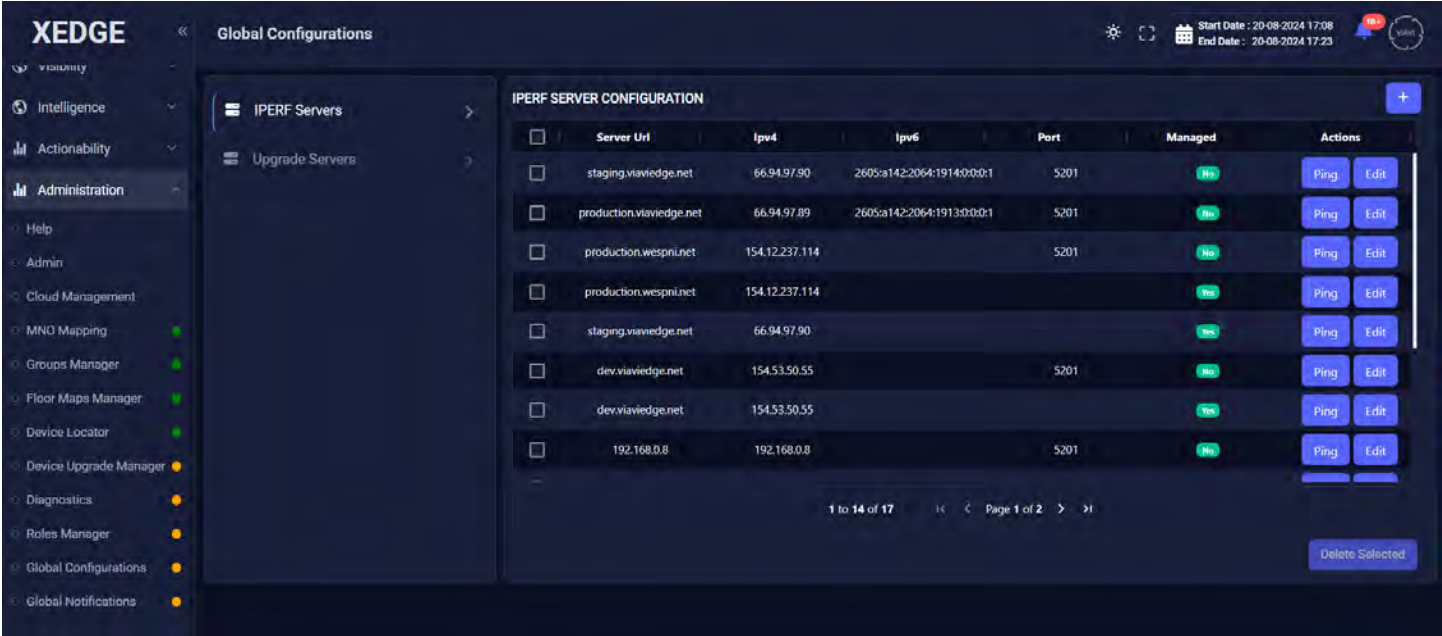 XEDGE
«
Global Configurations
Start Date : 20-08-2024 17:08
End Date : 20-08-2024 17:23
10+
VIAVI
Visibility
Intelligence
Actionability
Administration
Help
Admin
Cloud Management
MNO Mapping
Groups Manager
Floor Maps Manager
Device Locator
Device Upgrade Manager
Diagnostics
Roles Manager
Global Configurations
Global Notifications
IPERF Servers
Upgrade Servers
IPERF SERVER CONFIGURATION
+
Server Url Ipv4 Ipv6 Port Managed Actions
staging.viaviedge.net 66.94.97.90 2605:a142:2064:1914:0:0:0:1 5201 No Ping Edit
production.viaviedge.net 66.94.97.89 2605:a142:2064:1913:0:0:0:1 5201 No Ping Edit
production.wespni.net 154.12.237.114 5201 No Ping Edit
production.wespni.net 154.12.237.114 Yes Ping Edit
staging.viaviedge.net 66.94.97.90 Yes Ping Edit
dev.viaviedge.net 154.53.50.55 5201 No Ping Edit
dev.viaviedge.net 154.53.50.55 Yes Ping Edit
192.168.0.8 192.168.0.8 5201 No Ping Edit
1 to 14 of 17 Page 1 of 2
Delete Selected